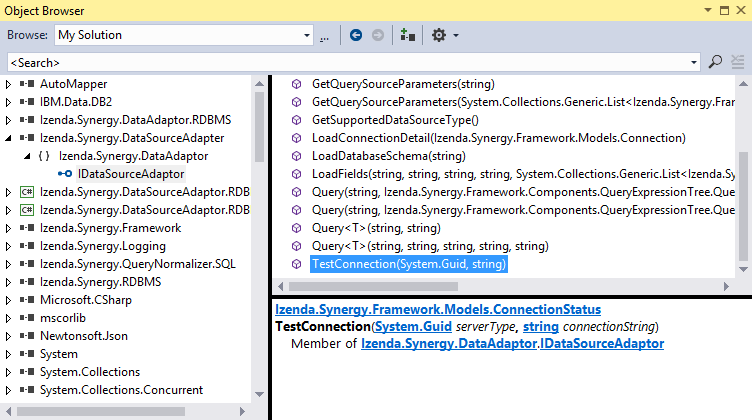 Object Browser
Browse: My Solution ...
<Search>
AutoMapper
IBM.Data.DB2
Izenda.Synergy.DataAdaptor.RDBMS
Izenda.Synergy.DataSourceAdapter
{ } Izenda.Synergy.DataAdaptor
IDataSourceAdaptor
C# Izenda.Synergy.DataSourceAdaptor.RDB
C# Izenda.Synergy.DataSourceAdaptor.RDB
Izenda.Synergy.Framework
Izenda.Synergy.Logging
Izenda.Synergy.QueryNormalizer.SQL
Izenda.Synergy.RDBMS
Microsoft.CSharp
mscorlib
Newtonsoft.Json
System
System.Collections
System.Collections.Concurrent
GetQuerySourceParameters(string)
GetQuerySourceParameters(System.Collections.Generic.List<Izenda.Synergy.Fram
GetSupportedDataSourceType()
LoadConnectionDetail(Izenda.Synergy.Framework.Models.Connection)
LoadDatabaseSchema(string)
LoadFields(string, string, string, string, System.Collections.Generic.List<Izenda.Sy
Query(string, Izenda.Synergy.Framework.Components.QueryExpressionTree.Que
Query(string, Izenda.Synergy.Framework.Components.QueryExpressionTree.Que
Query<T>(string, string)
Query<T>(string, string, string, string, string)
TestConnection(System.Guid, string)
Izenda.Synergy.Framework.Models.ConnectionStatus
TestConnection(System.Guid serverType, string connectionString)
Member of Izenda.Synergy.DataAdaptor.IDataSourceAdaptor